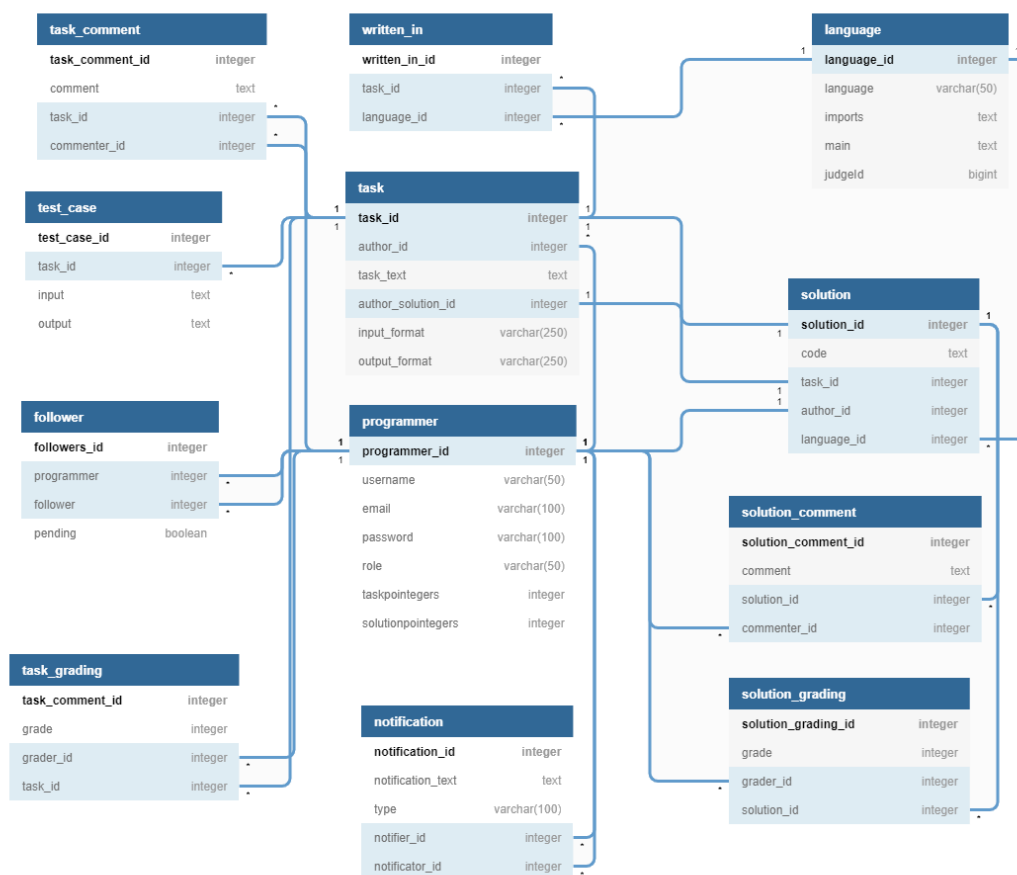 task_comment
task_comment_id integer
comment text
task_id integer
commenter_id integer
written_in
written_in_id integer
task_id integer
language_id integer
language
language_id integer
language varchar(50)
imports text
main text
judgeId bigint
test_case
test_case_id integer
task_id integer
input text
output text
task
task_id integer
author_id integer
task_text text
author_solution_id integer
input_format varchar(250)
output_format varchar(250)
solution
solution_id integer
code text
task_id integer
author_id integer
language_id integer
follower
followers_id integer
programmer integer
follower integer
pending boolean
programmer
programmer_id integer
username varchar(50)
email varchar(100)
password varchar(100)
role varchar(50)
taskpointegers integer
solutionpointegers integer
solution_comment
solution_comment_id integer
comment text
solution_id integer
commenter_id integer
task_grading
task_comment_id integer
grade integer
grader_id integer
task_id integer
notification
notification_id integer
notification_text text
type varchar(100)
notifier_id integer
notificator_id integer
solution_grading
solution_grading_id integer
grade integer
grader_id integer
solution_id integer